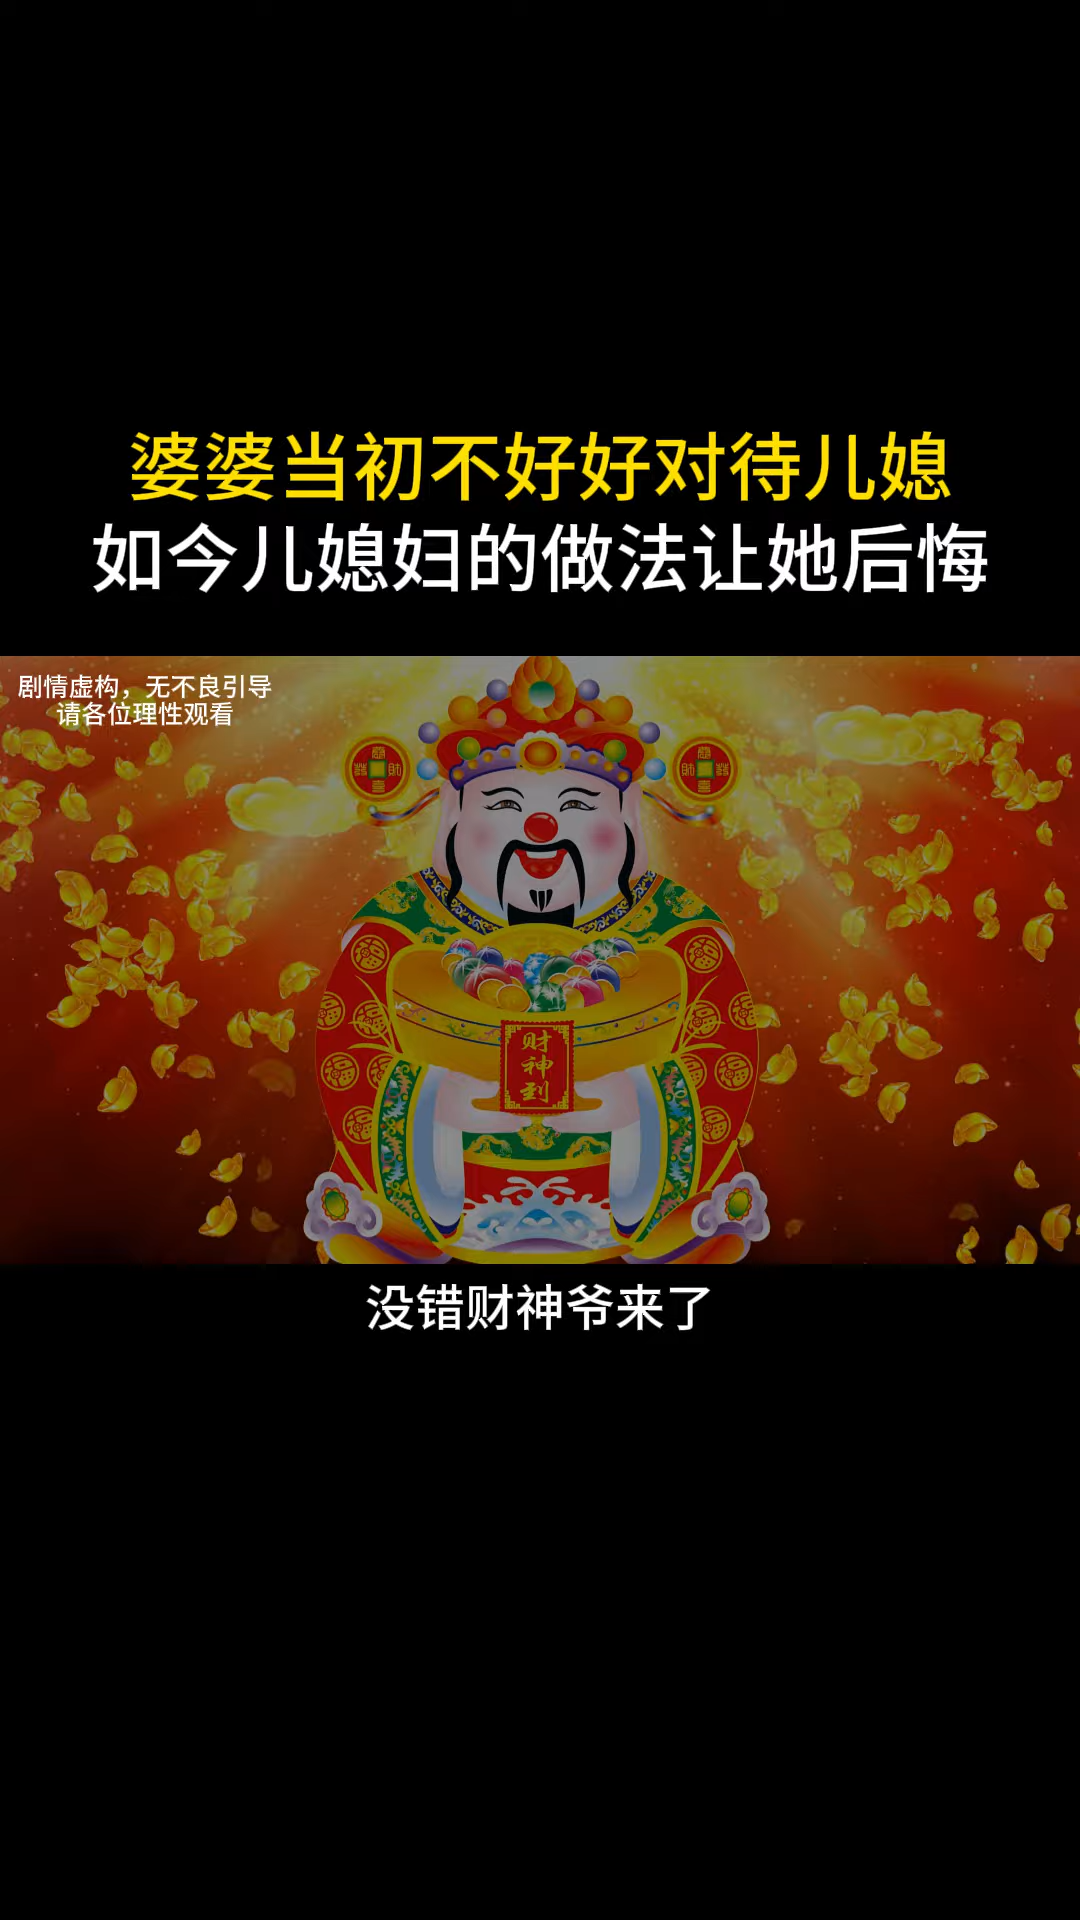 婆婆当初不好好对待儿媳
如今儿媳妇的做法让她后悔
剧情虚构，无不良引导
请各位理性观看
财神到
没错财神爷来了